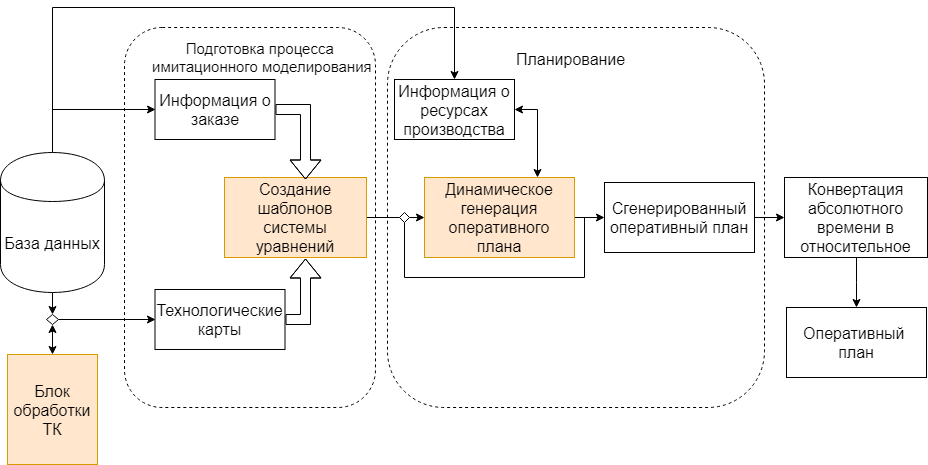 Подготовка процесса
имитационного моделирования
Планирование
Информация о
заказе
Информация о
ресурсах
производства
База данных
Создание
шаблонов
системы
уравнений
Динамическое
генерация
оперативного
плана
Сгенерированный
оперативный план
Конвертация
абсолютного
времени в
относительное
Технологические
карты
Оперативный
план
Блок
обработки
ТК